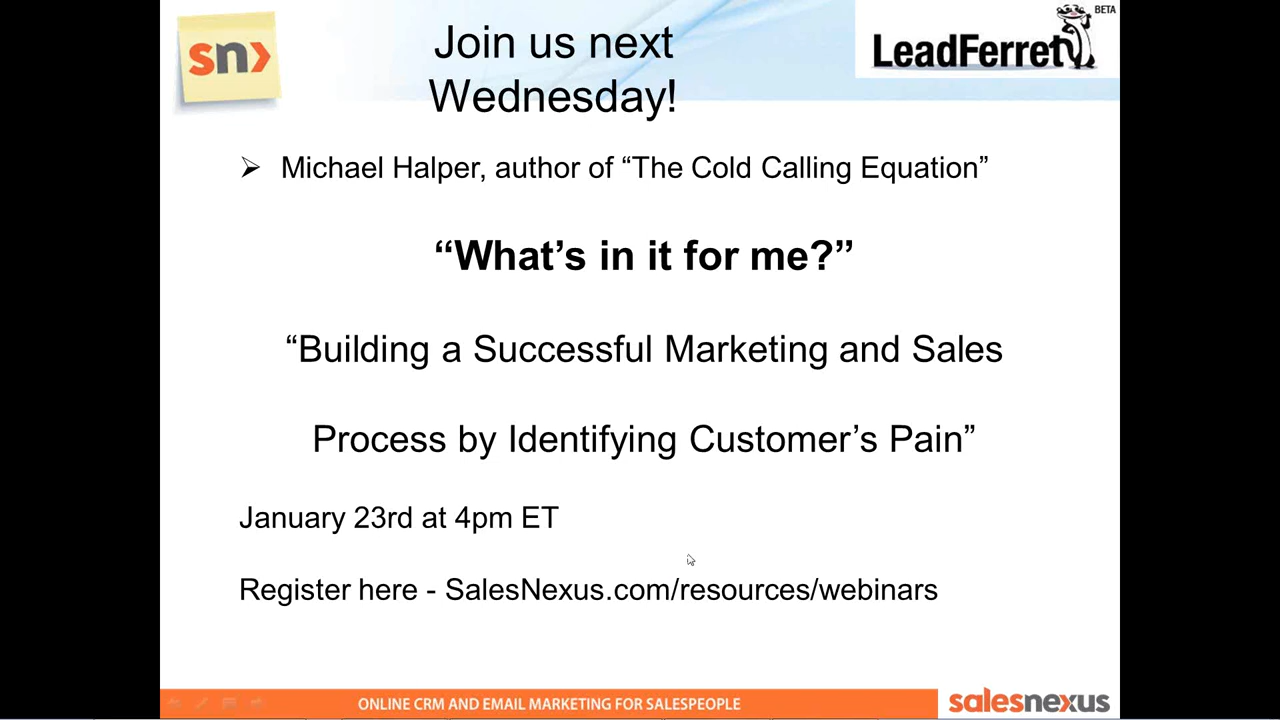 sn>
Join us next
Wednesday!
BETA
LeadFerret
➢ Michael Halper, author of “The Cold Calling Equation”
“What’s in it for me?”
“Building a Successful Marketing and Sales
Process by Identifying Customer’s Pain”
January 23rd at 4pm ET
Register here - SalesNexus.com/resources/webinars
ONLINE CRM AND EMAIL MARKETING FOR SALESPEOPLE
salesnexus